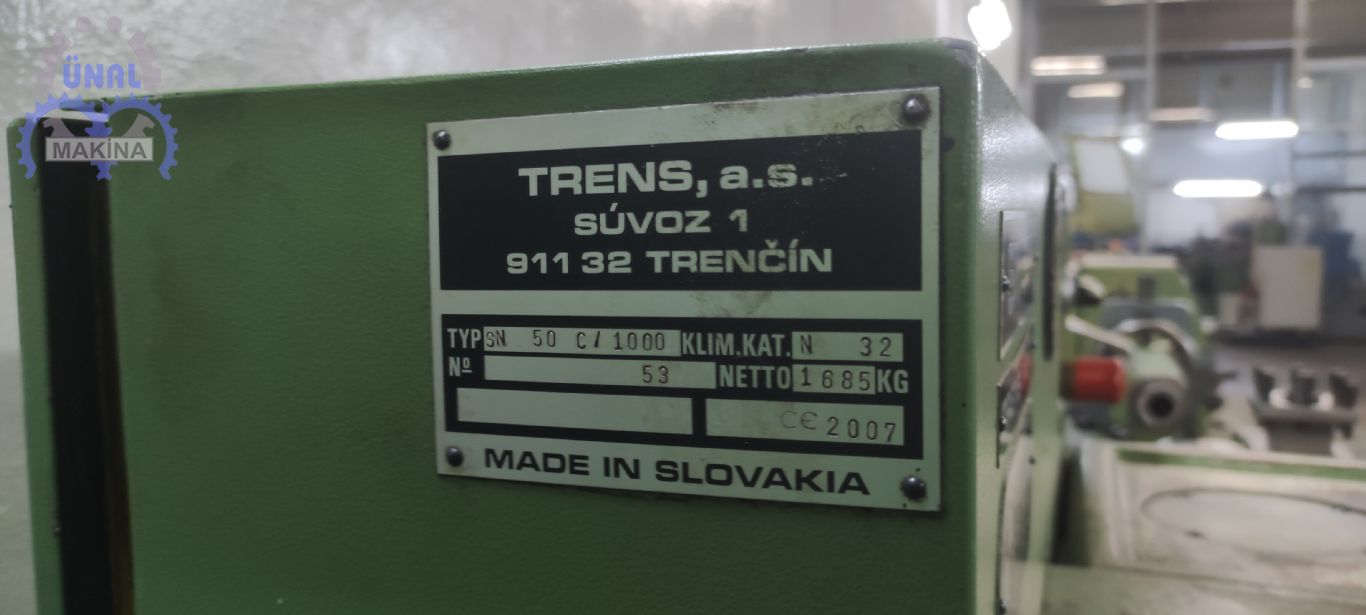 ÜNAL
MAKİNA
TRENS, a.s.
SÚVOZ 1
911 32 TRENČÍN
TYP SN 50 C/1000 KLIM.KAT. N 32
Nº 53 NETTO 1685 KG
CE 2007
MADE IN SLOVAKIA